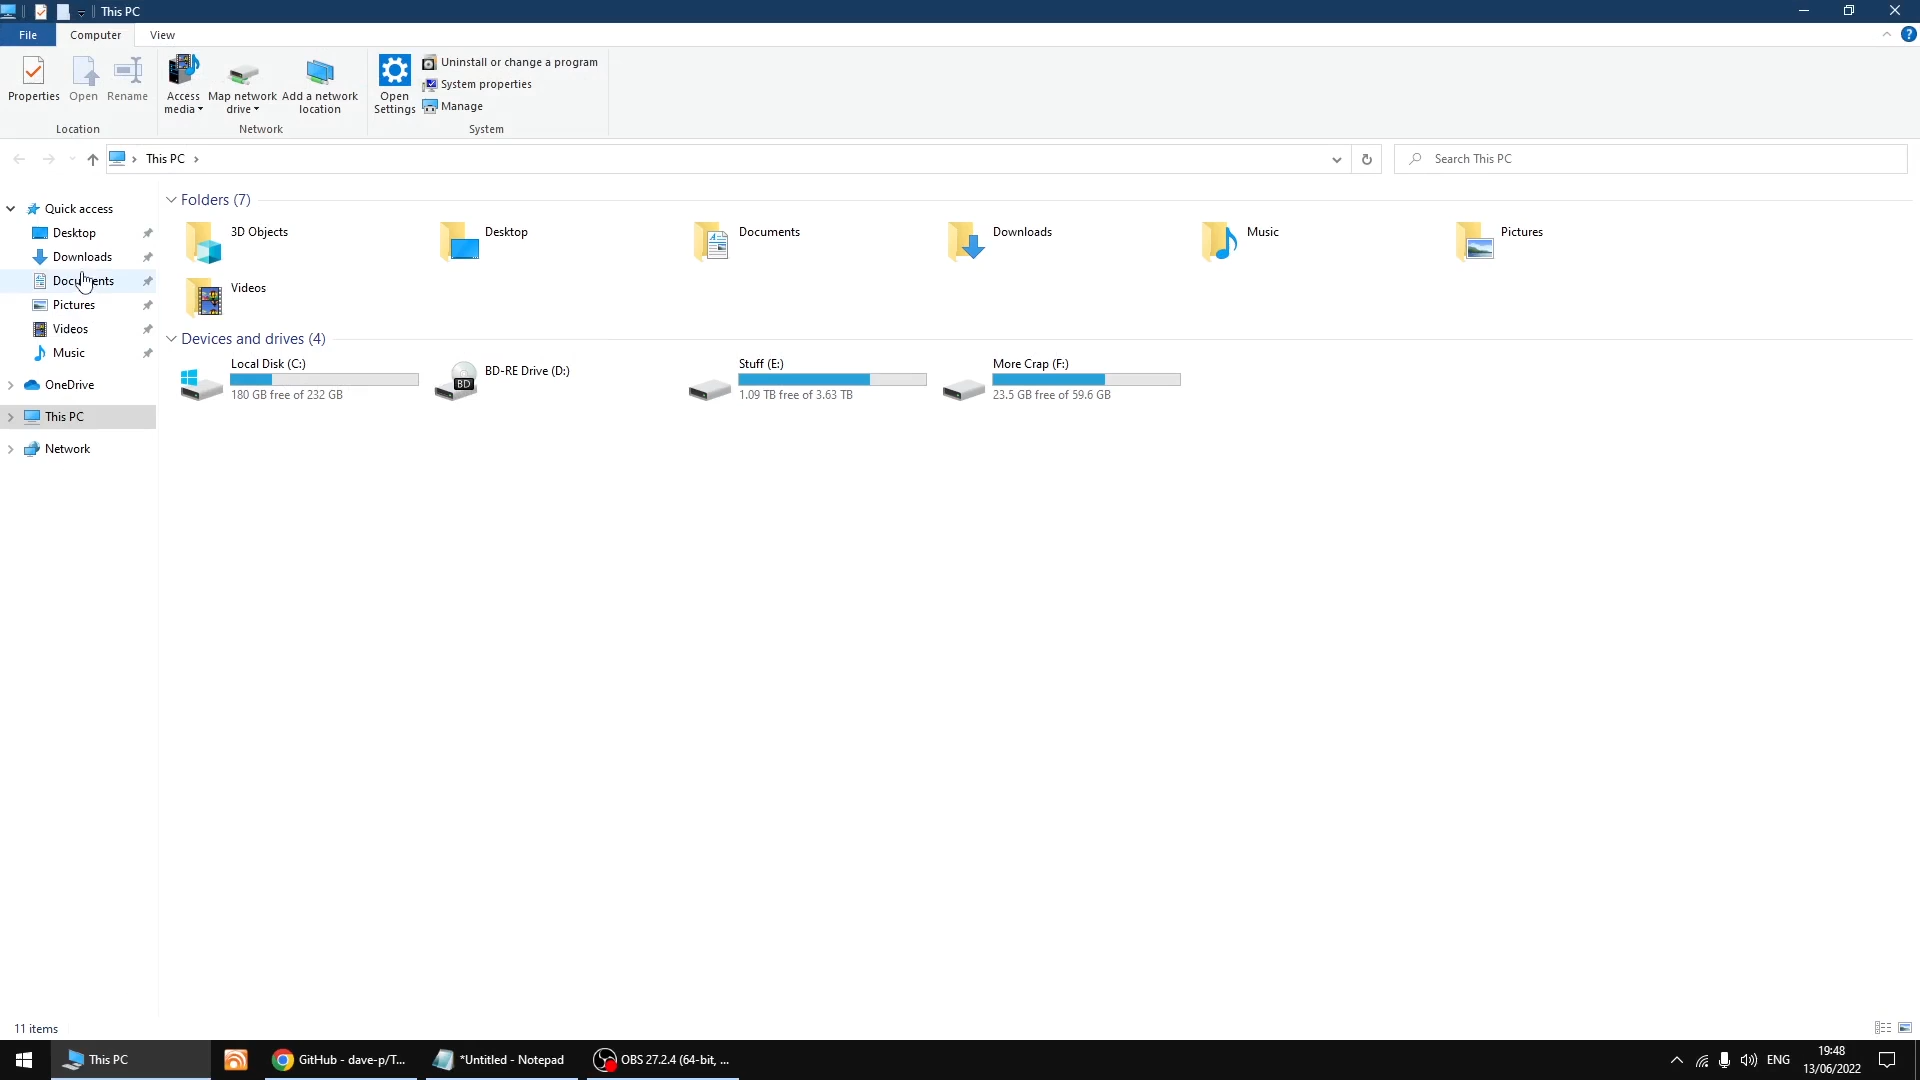 This PC
File
Computer
View
?
Properties
Open
Rename
Access media
Map network drive
Add a network location
Open Settings
Uninstall or change a program
System properties
Manage
Location
Network
System
This PC
Search This PC
Quick access
Desktop
Downloads
Documents
Pictures
Videos
Music
OneDrive
This PC
Network
Folders (7)
3D Objects
Desktop
Documents
Downloads
Music
Pictures
Videos
Devices and drives (4)
Local Disk (C:)
180 GB free of 232 GB
BD
BD-RE Drive (D:)
Stuff (E:)
1.09 TB free of 3.63 TB
More Crap (F:)
23.5 GB free of 59.6 GB
11 items
This PC
GitHub - dave-p/T...
*Untitled - Notepad
OBS 27.2.4 (64-bit, ...
ENG
19:48
13/06/2022